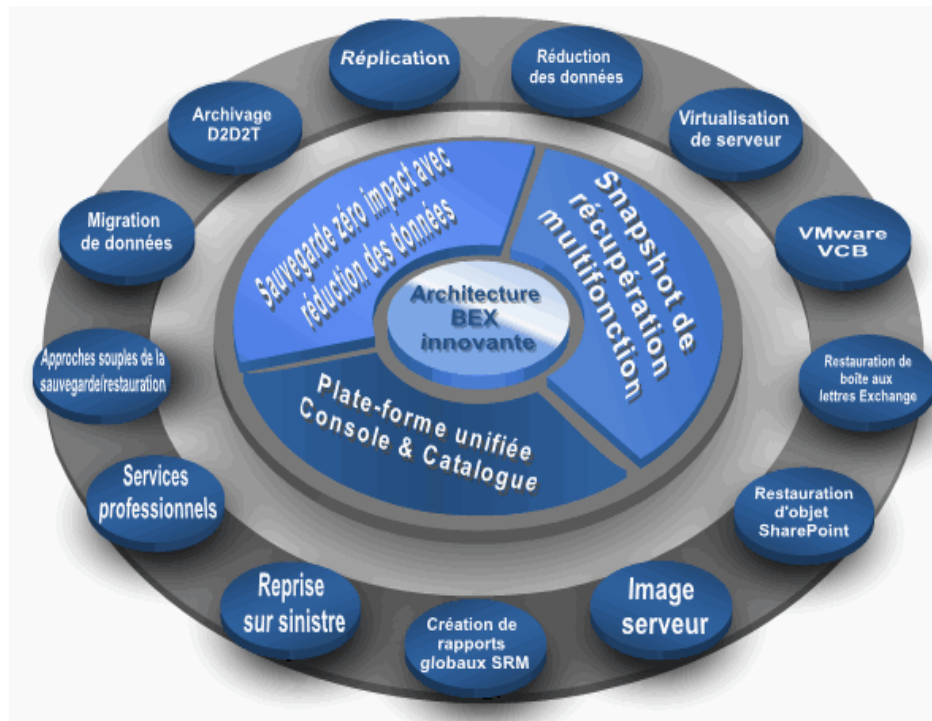 Réplication
Réduction
des données
Archivage
D2D2T
Virtualisation
de serveur
Migration
de données
VMware
VCB
Sauvegarde zéro impact avec
réduction des données
Snapshot de
récupération
multifonction
Architecture
BEX
innovante
Plate-forme unifiée
Console & Catalogue
Approches souples de la
sauvegarde/restauration
Restauration de
boîte aux
lettres Exchange
Services
professionnels
Restauration
d'objet
SharePoint
Reprise
sur sinistre
Image
serveur
Création de
rapports
globaux SRM